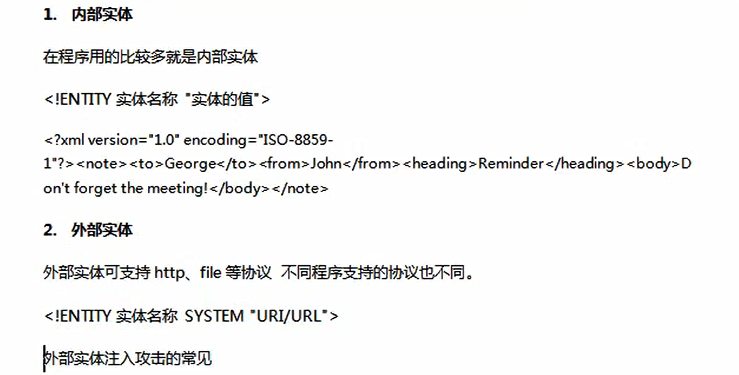 1. 内部实体
在程序用的比较多就是内部实体
<!ENTITY 实体名称 "实体的值">
<?xml version="1.0" encoding="ISO-8859-
1"?><note><to>George</to><from>John</from><heading>Reminder</heading><body>D
on't forget the meeting!</body></note>
2. 外部实体
外部实体可支持 http、file 等协议 不同程序支持的协议也不同。
<!ENTITY 实体名称 SYSTEM "URI/URL">
外部实体注入攻击的常见